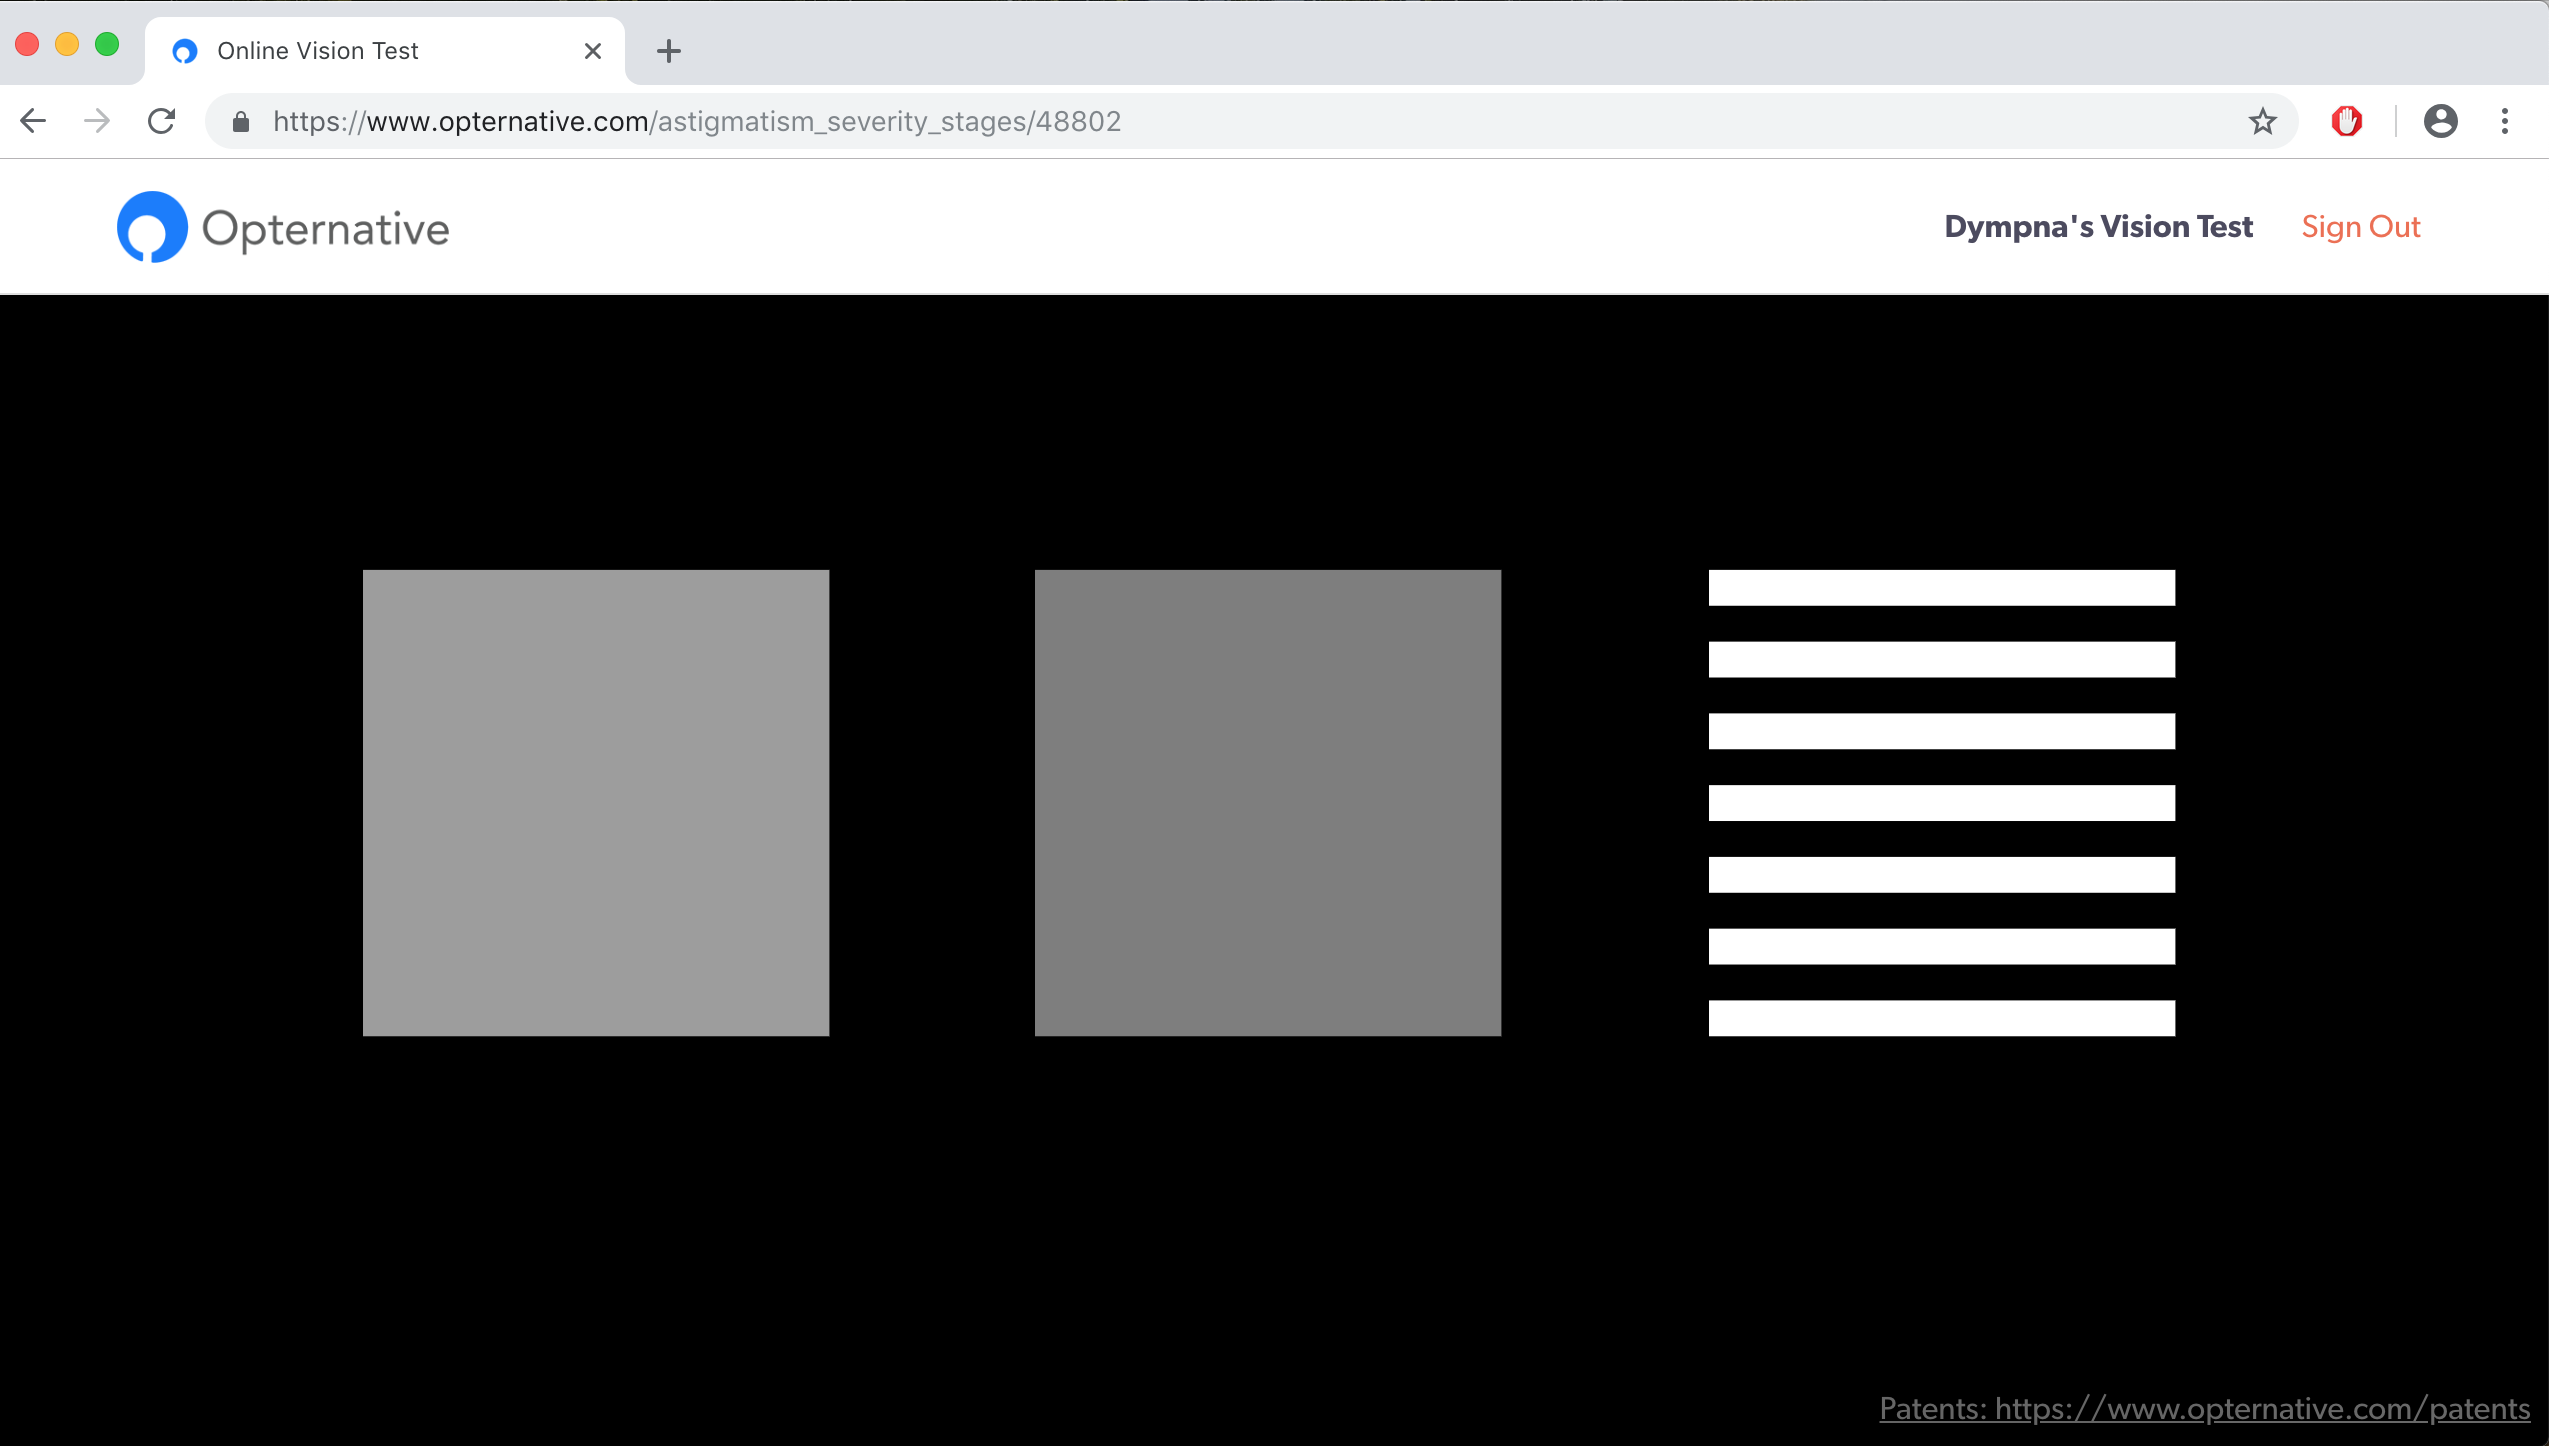 Online Vision Test
https://www.opternative.com/astigmatism_severity_stages/48802
Opternative
Dympna's Vision Test
Sign Out
Patents: https://www.opternative.com/patents